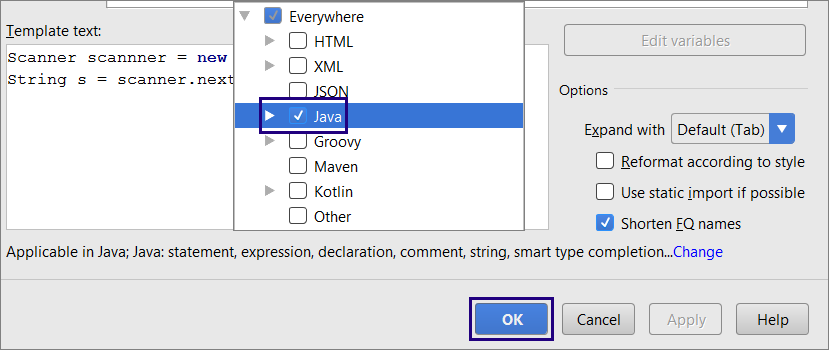 Template text:
Scanner scannner = new
String s = scanner.next
Everywhere
HTML
XML
JSON
Java
Groovy
Maven
Kotlin
Other
Edit variables
Options
Expand with Default (Tab)
Reformat according to style
Use static import if possible
Shorten FQ names
Applicable in Java; Java: statement, expression, declaration, comment, string, smart type completion...Change
OK Cancel Apply Help